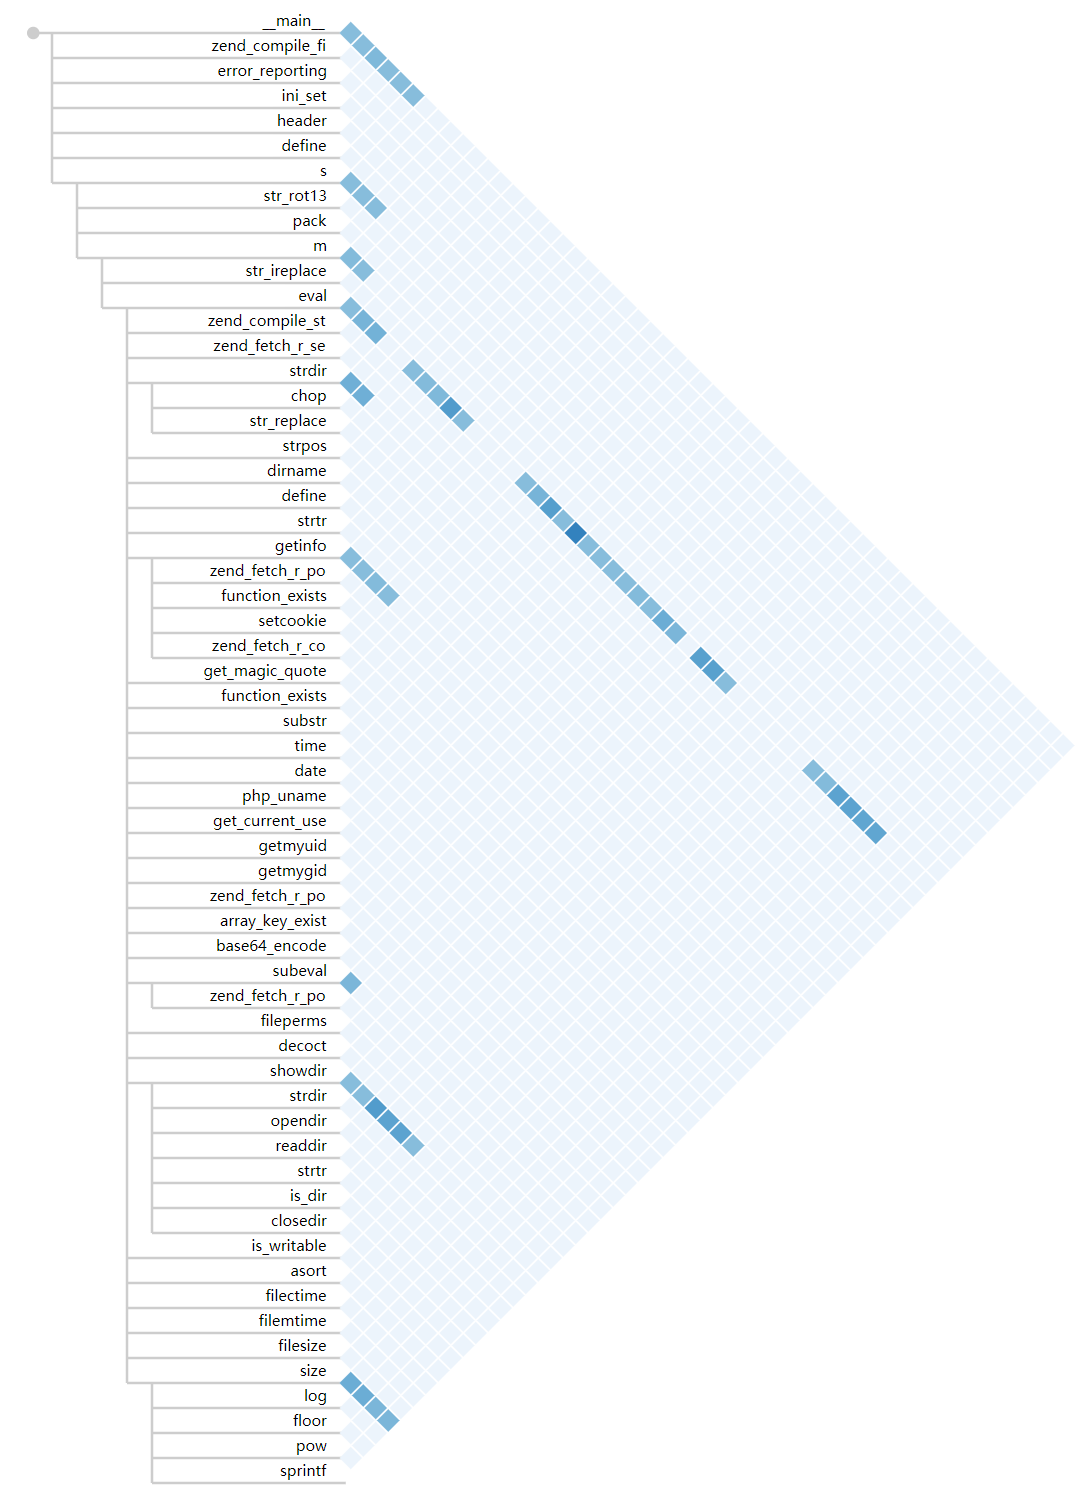 __main__
zend_compile_fi
error_reporting
ini_set
header
define
s
str_rot13
pack
m
str_ireplace
eval
zend_compile_st
zend_fetch_r_se
strdir
chop
str_replace
strpos
dirname
define
strtr
getinfo
zend_fetch_r_po
function_exists
setcookie
zend_fetch_r_co
get_magic_quote
function_exists
substr
time
date
php_uname
get_current_use
getmyuid
getmygid
zend_fetch_r_po
array_key_exist
base64_encode
subeval
zend_fetch_r_po
fileperms
decoct
showdir
strdir
opendir
readdir
strtr
is_dir
closedir
is_writable
asort
filectime
filemtime
filesize
size
log
floor
pow
sprintf